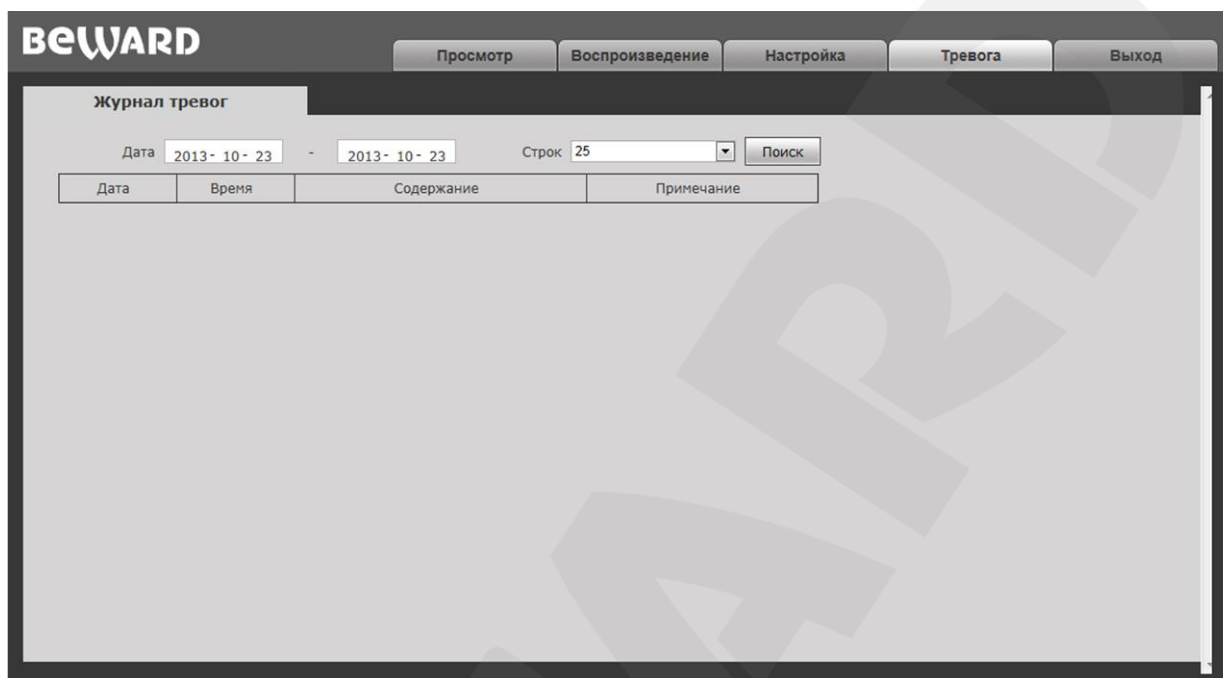 BEWARD
Просмотр Воспроизведение Настройка Тревога Выход
Журнал тревог
Дата 2013- 10- 23 - 2013- 10- 23 Строк 25 Поиск
Дата Время Содержание Примечание